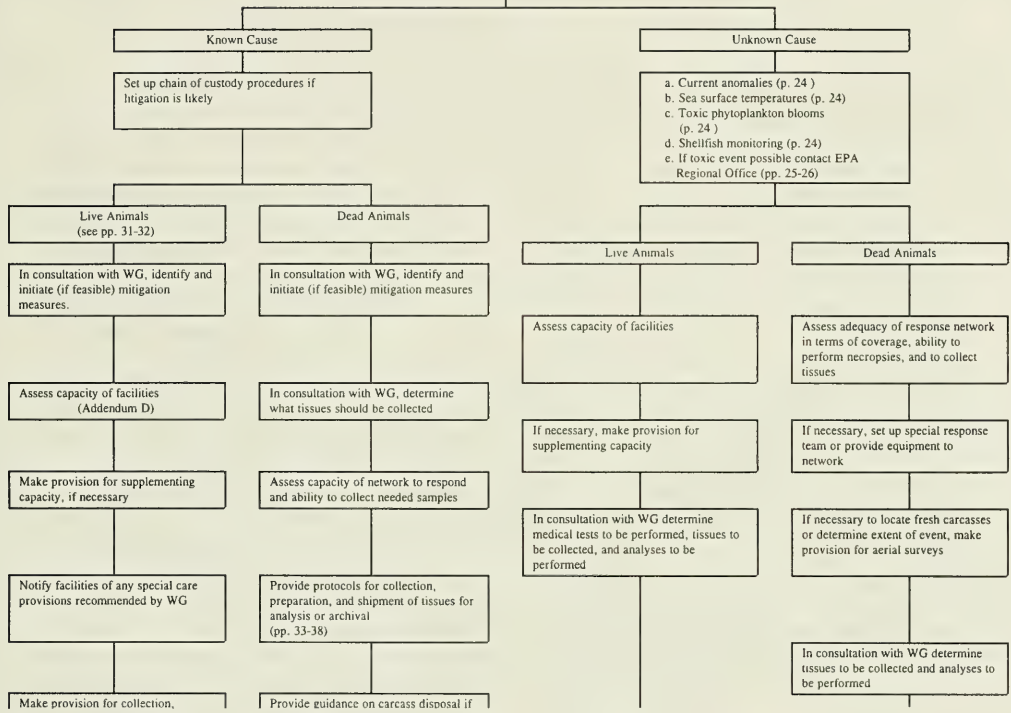 Known Cause
Set up chain of custody procedures if
litigation is likely
Live Animals
(see pp. 31-32)
In consultation with WG, identify and
initiate (if feasible) mitigation
measures.
Assess capacity of facilities
(Addendum D)
Make provision for supplementing
capacity, if necessary
Notify facilities of any special care
provisions recommended by WG
Make provision for collection,
Dead Animals
In consultation with WG, identify and
initiate (if feasible) mitigation measures
In consultation with WG, determine
what tissues should be collected
Assess capacity of network to respond
and ability to collect needed samples
Provide protocols for collection,
preparation, and shipment of tissues for
analysis or archival
(pp. 33-38)
Provide guidance on carcass disposal if
Unknown Cause
a. Current anomalies (p. 24 )
b. Sea surface temperatures (p. 24)
c. Toxic phytoplankton blooms
(p. 24 )
d. Shellfish monitoring (p. 24)
e. If toxic event possible contact EPA
Regional Office (pp. 25-26)
Live Animals
Assess capacity of facilities
If necessary, make provision for
supplementing capacity
In consultation with WG determine
medical tests to be performed, tissues to
be collected, and analyses to be
performed
Dead Animals
Assess adequacy of response network
in terms of coverage, ability to
perform necropsies, and to collect
tissues
If necessary, set up special response
team or provide equipment to
network
If necessary to locate fresh carcasses
or determine extent of event, make
provision for aerial surveys
In consultation with WG determine
tissues to be collected and analyses to
be performed